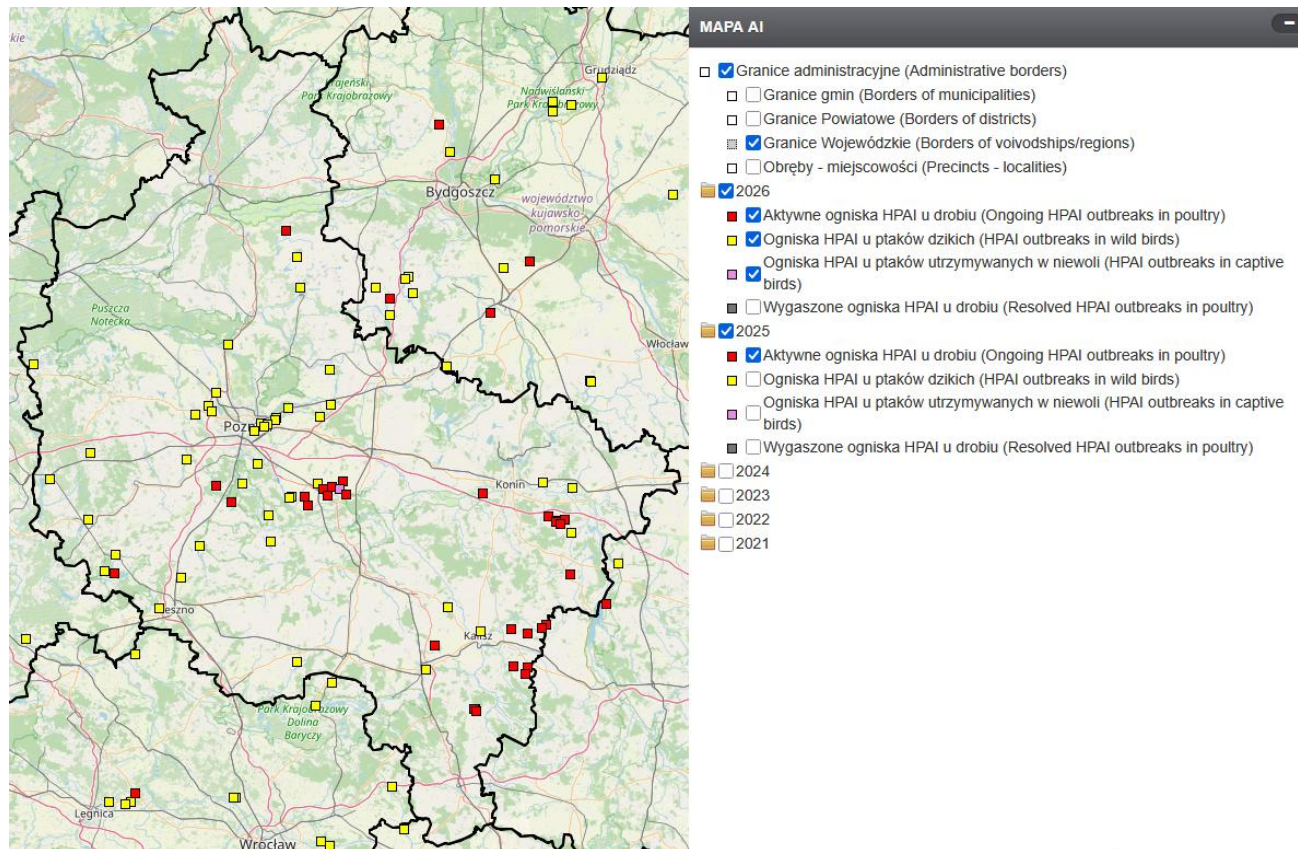 kie
Krajeński
Park Krajobrazowy
Grudziądz
Nadwiślański
Park Krajobrazowy
Bydgoszcz
województwo
kujawsko-
pomorskie
Puszcza
Notecka
Włocław
Konin
Kalisz
Park Krajobrazowy
Dolina
Baryczy
Legnica
Wrocław
MAPA AI
Granice administracyjne (Administrative borders)
Granice gmin (Borders of municipalities)
Granice Powiatowe (Borders of districts)
Granice Wojewódzkie (Borders of voivodships/regions)
Obręby - miejscowości (Precincts - localities)
2026
Aktywne ogniska HPAI u drobiu (Ongoing HPAI outbreaks in poultry)
Ogniska HPAI u ptaków dzikich (HPAI outbreaks in wild birds)
Ogniska HPAI u ptaków utrzymywanych w niewoli (HPAI outbreaks in captive
birds)
Wygaszone ogniska HPAI u drobiu (Resolved HPAI outbreaks in poultry)
2025
Aktywne ogniska HPAI u drobiu (Ongoing HPAI outbreaks in poultry)
Ogniska HPAI u ptaków dzikich (HPAI outbreaks in wild birds)
Ogniska HPAI u ptaków utrzymywanych w niewoli (HPAI outbreaks in captive
birds)
Wygaszone ogniska HPAI u drobiu (Resolved HPAI outbreaks in poultry)
2024
2023
2022
2021